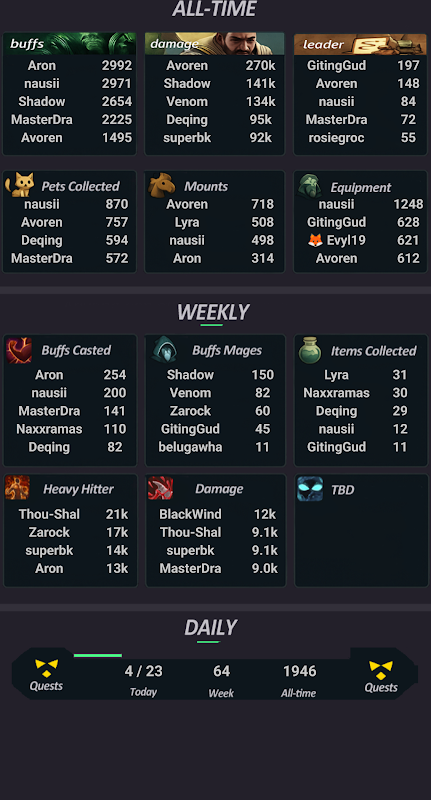 ALL-TIME
buffs
Aron 2992
nausii 2971
Shadow 2654
MasterDra 2225
Avoren 1495
damage
Avoren 270k
Shadow 141k
Venom 134k
Deqing 95k
superbk 92k
leader
GitingGud 197
Avoren 148
nausii 84
MasterDra 72
rosiegroc 55
Pets Collected
nausii 870
Avoren 757
Deqing 594
MasterDra 572
Mounts
Avoren 718
Lyra 508
nausii 498
Aron 314
Equipment
nausii 1248
GitingGud 628
🦊 Evyl19 621
Avoren 612
WEEKLY
Buffs Casted
Aron 254
nausii 200
MasterDra 141
Naxxramas 110
Deqing 82
Buffs Mages
Shadow 150
Venom 82
Zarock 60
GitingGud 45
belugawha 11
Items Collected
Lyra 31
Naxxramas 30
Deqing 29
nausii 12
GitingGud 11
Heavy Hitter
Thou-Shal 21k
Zarock 17k
superbk 14k
Aron 13k
Damage
BlackWind 12k
Thou-Shal 9.1k
superbk 9.1k
MasterDra 9.0k
TBD
DAILY
Quests
4 / 23
Today
64
Week
1946
All-time
Quests